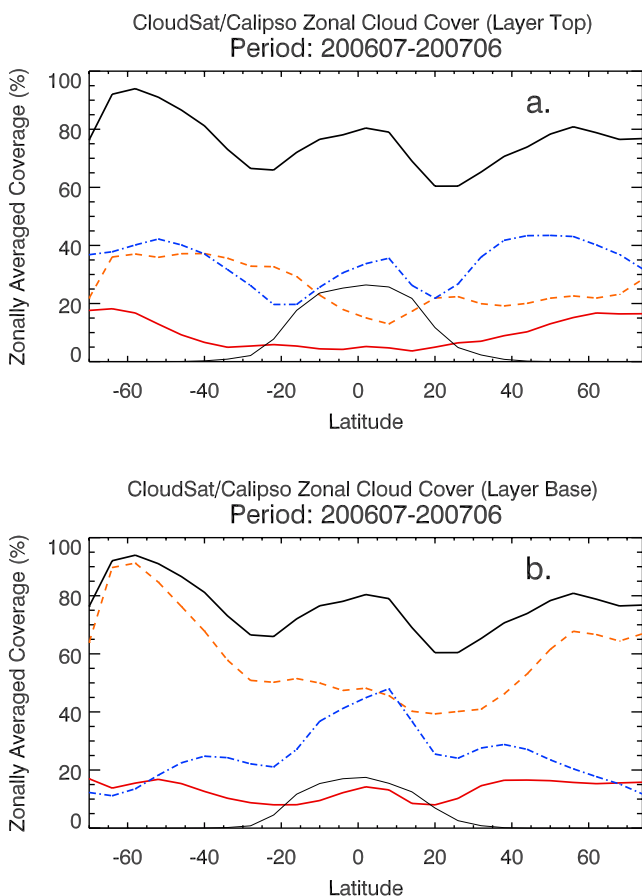 CloudSat/Calipso Zonal Cloud Cover (Layer Top)
Period: 200607-200706
a.
Zonally Averaged Coverage (%)
100
80
60
40
20
0
-60 -40 -20 0 20 40 60
Latitude
CloudSat/Calipso Zonal Cloud Cover (Layer Base)
Period: 200607-200706
b.
Zonally Averaged Coverage (%)
100
80
60
40
20
0
-60 -40 -20 0 20 40 60
Latitude